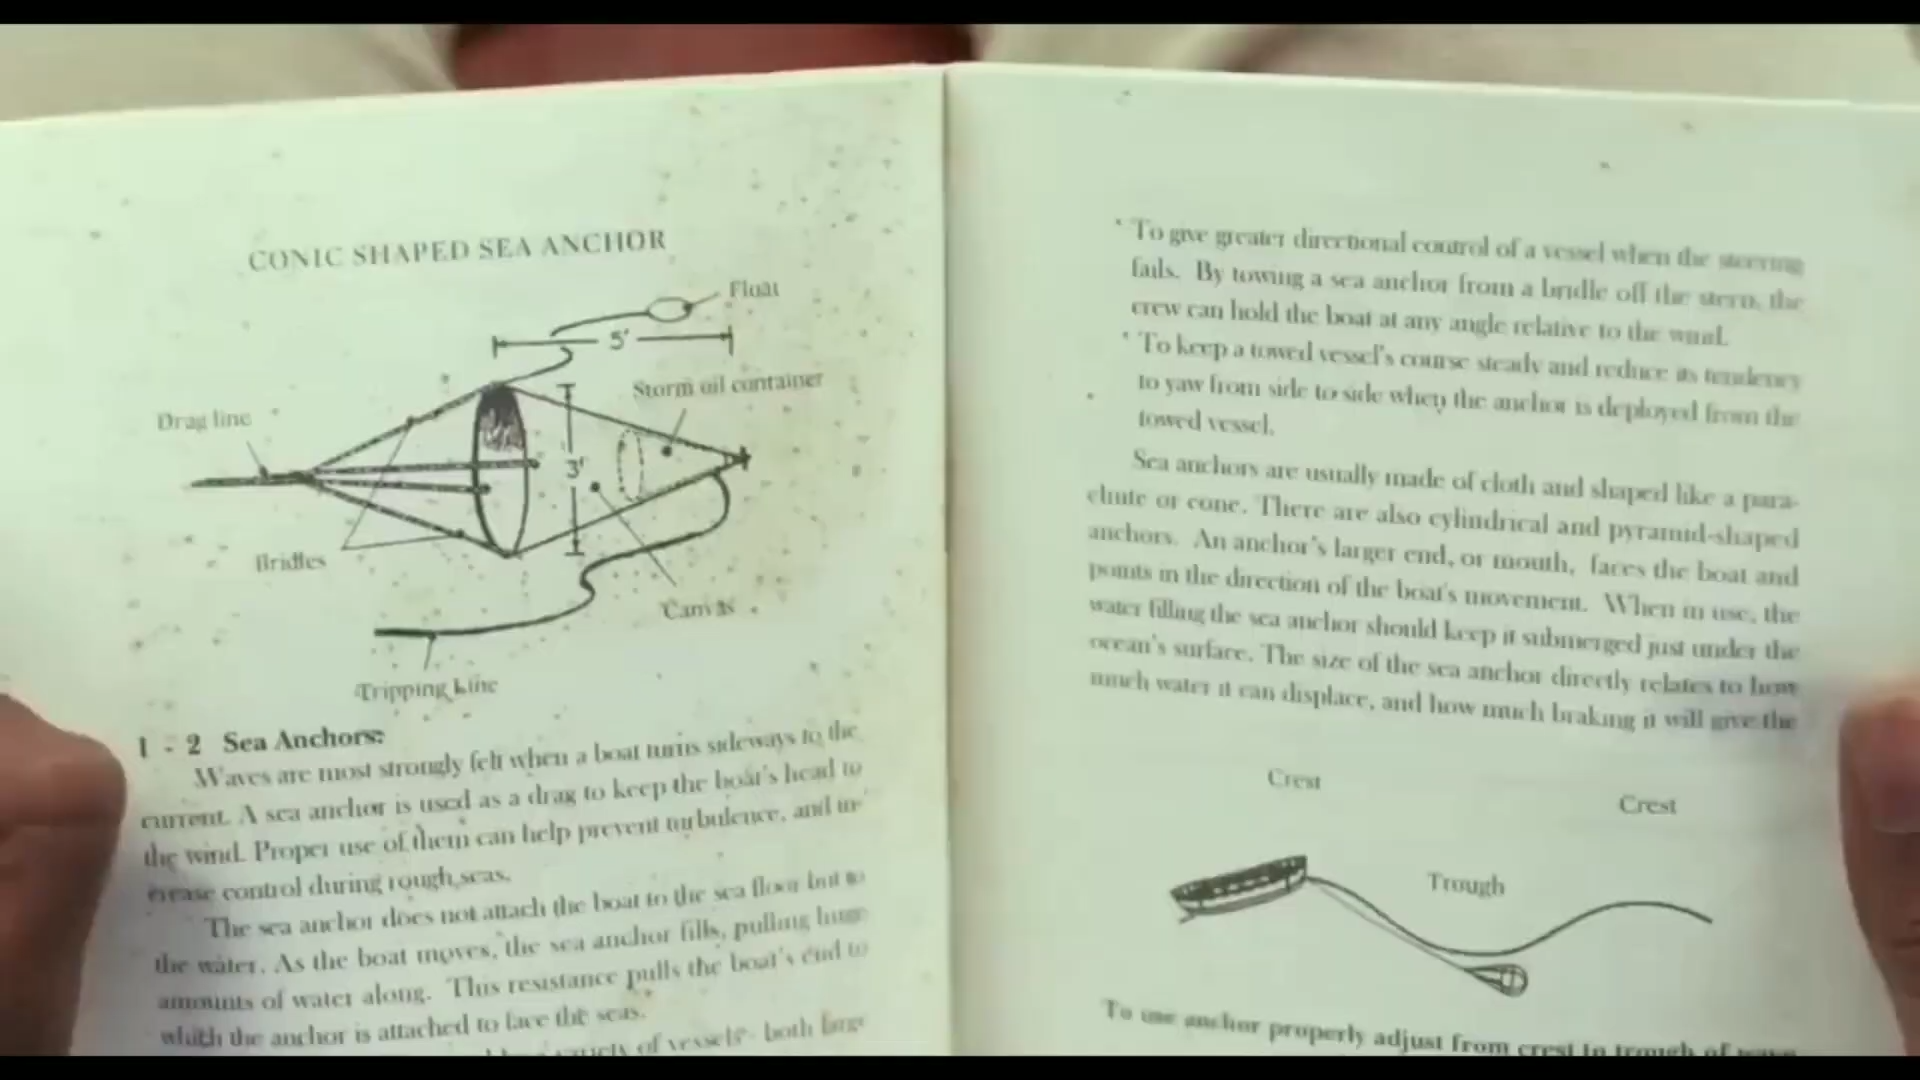 CONIC SHAPED SEA ANCHOR
Float
5'
Storm oil container
Drag line
3'
Bridles
Canvas
Tripping Line
1 - 2 Sea Anchors:
Waves are most strongly felt when a boat turns sideways to the
current. A sea anchor is used as a drag to keep the boat's head to
the wind. Proper use of them can help prevent turbulence, and in-
crease control during rough seas.
The sea anchor does not attach the boat to the sea floor but to
the water. As the boat moves, the sea anchor fills, pulling huge
amounts of water along. This resistance pulls the boat's end to
which the anchor is attached to face the seas.
variety of vessels- both large
• To give greater directional control of a vessel when the steering
fails. By towing a sea anchor from a bridle off the stern, the
crew can hold the boat at any angle relative to the wind.
• To keep a towed vessel's course steady and reduce its tendency
to yaw from side to side when the anchor is deployed from the
towed vessel.
Sea anchors are usually made of cloth and shaped like a para-
chute or cone. There are also cylindrical and pyramid-shaped
anchors. An anchor's larger end, or mouth, faces the boat and
points in the direction of the boat's movement. When in use, the
water filling the sea anchor should keep it submerged just under the
ocean's surface. The size of the sea anchor directly relates to how
much water it can displace, and how much braking it will give the
Crest
Crest
Trough
To use anchor properly adjust from crest to trough of wave